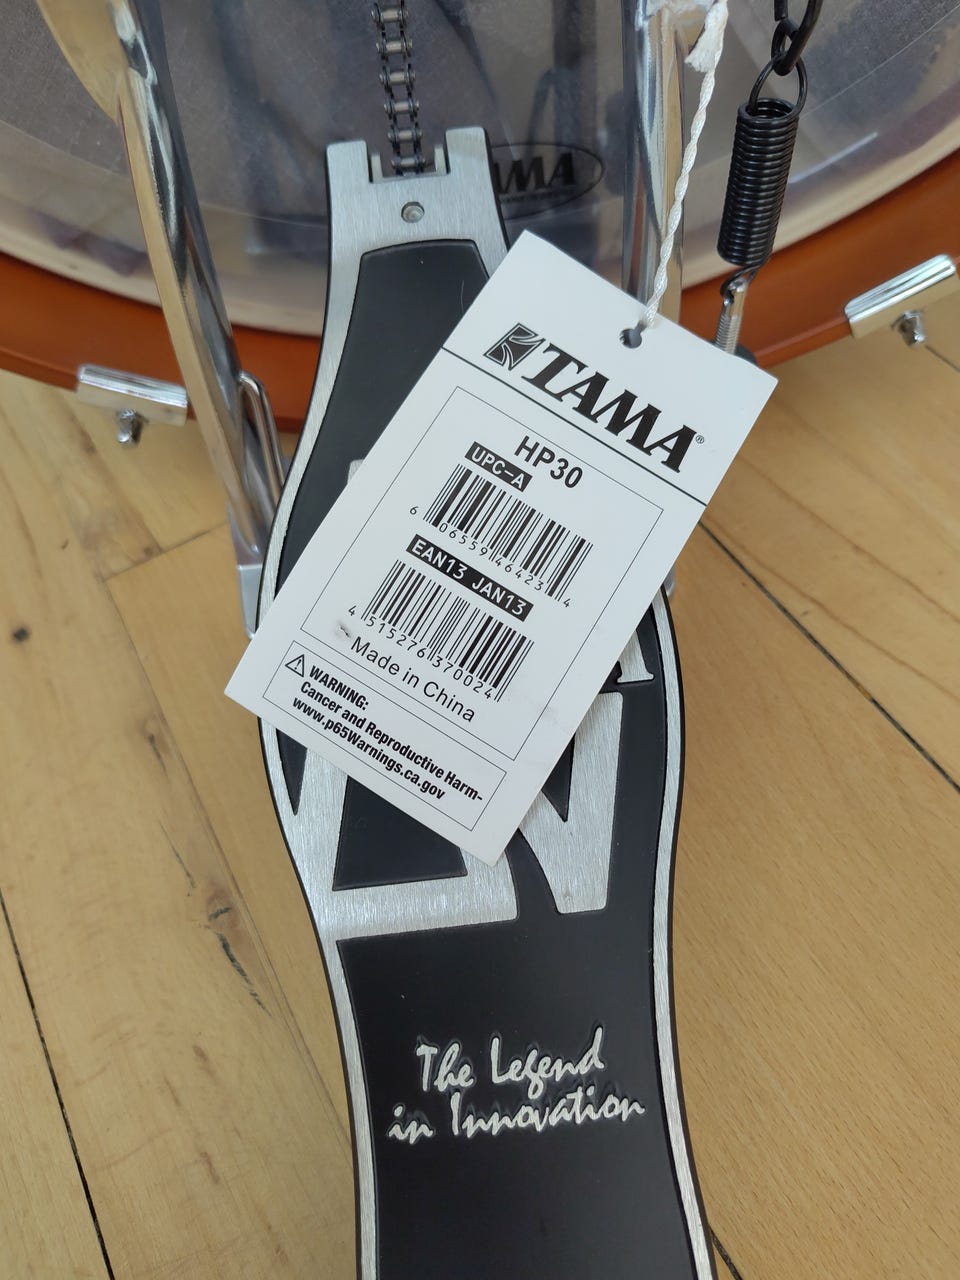 TAMA
TAMA®
HP30
UPC-A
6 06559 46423 4
EAN13 JAN13
4 515276 370024
Made in China
WARNING:
Cancer and Reproductive Harm-
www.p65Warnings.ca.gov
The Legend
in Innovation